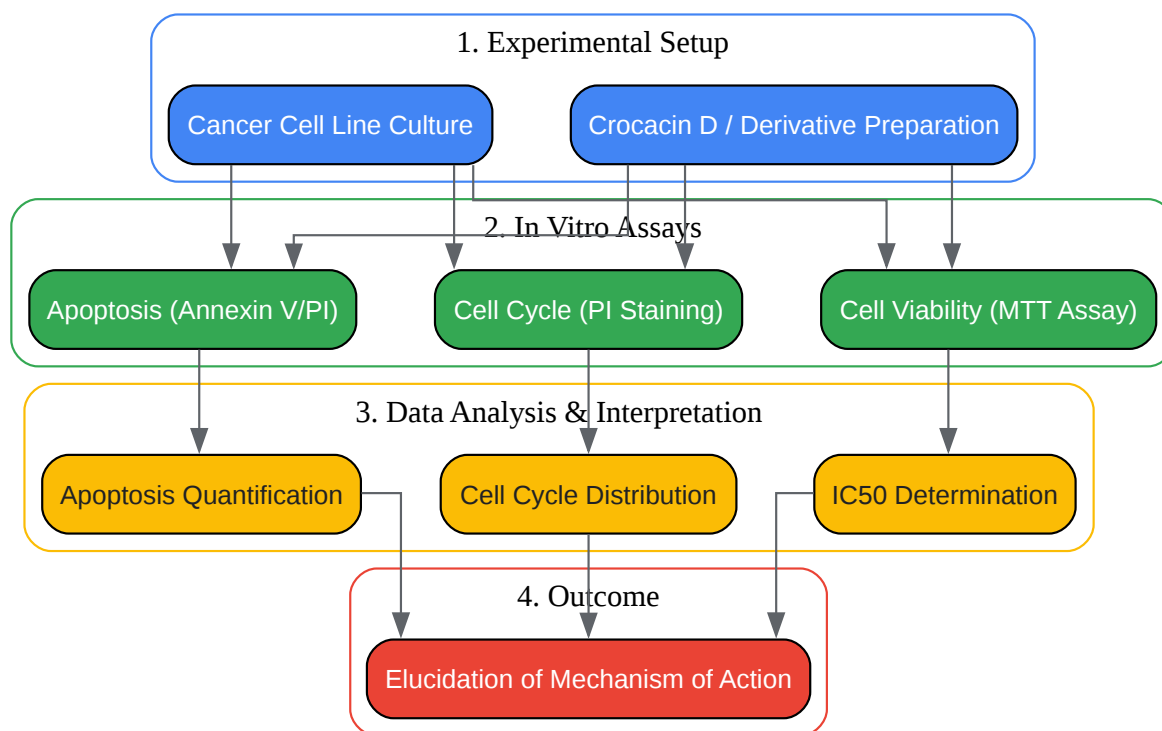 1. Experimental Setup
Cancer Cell Line Culture
Crocacin D / Derivative Preparation
2. In Vitro Assays
Apoptosis (Annexin V/PI)
Cell Cycle (PI Staining)
Cell Viability (MTT Assay)
3. Data Analysis & Interpretation
Apoptosis Quantification
Cell Cycle Distribution
IC50 Determination
4. Outcome
Elucidation of Mechanism of Action